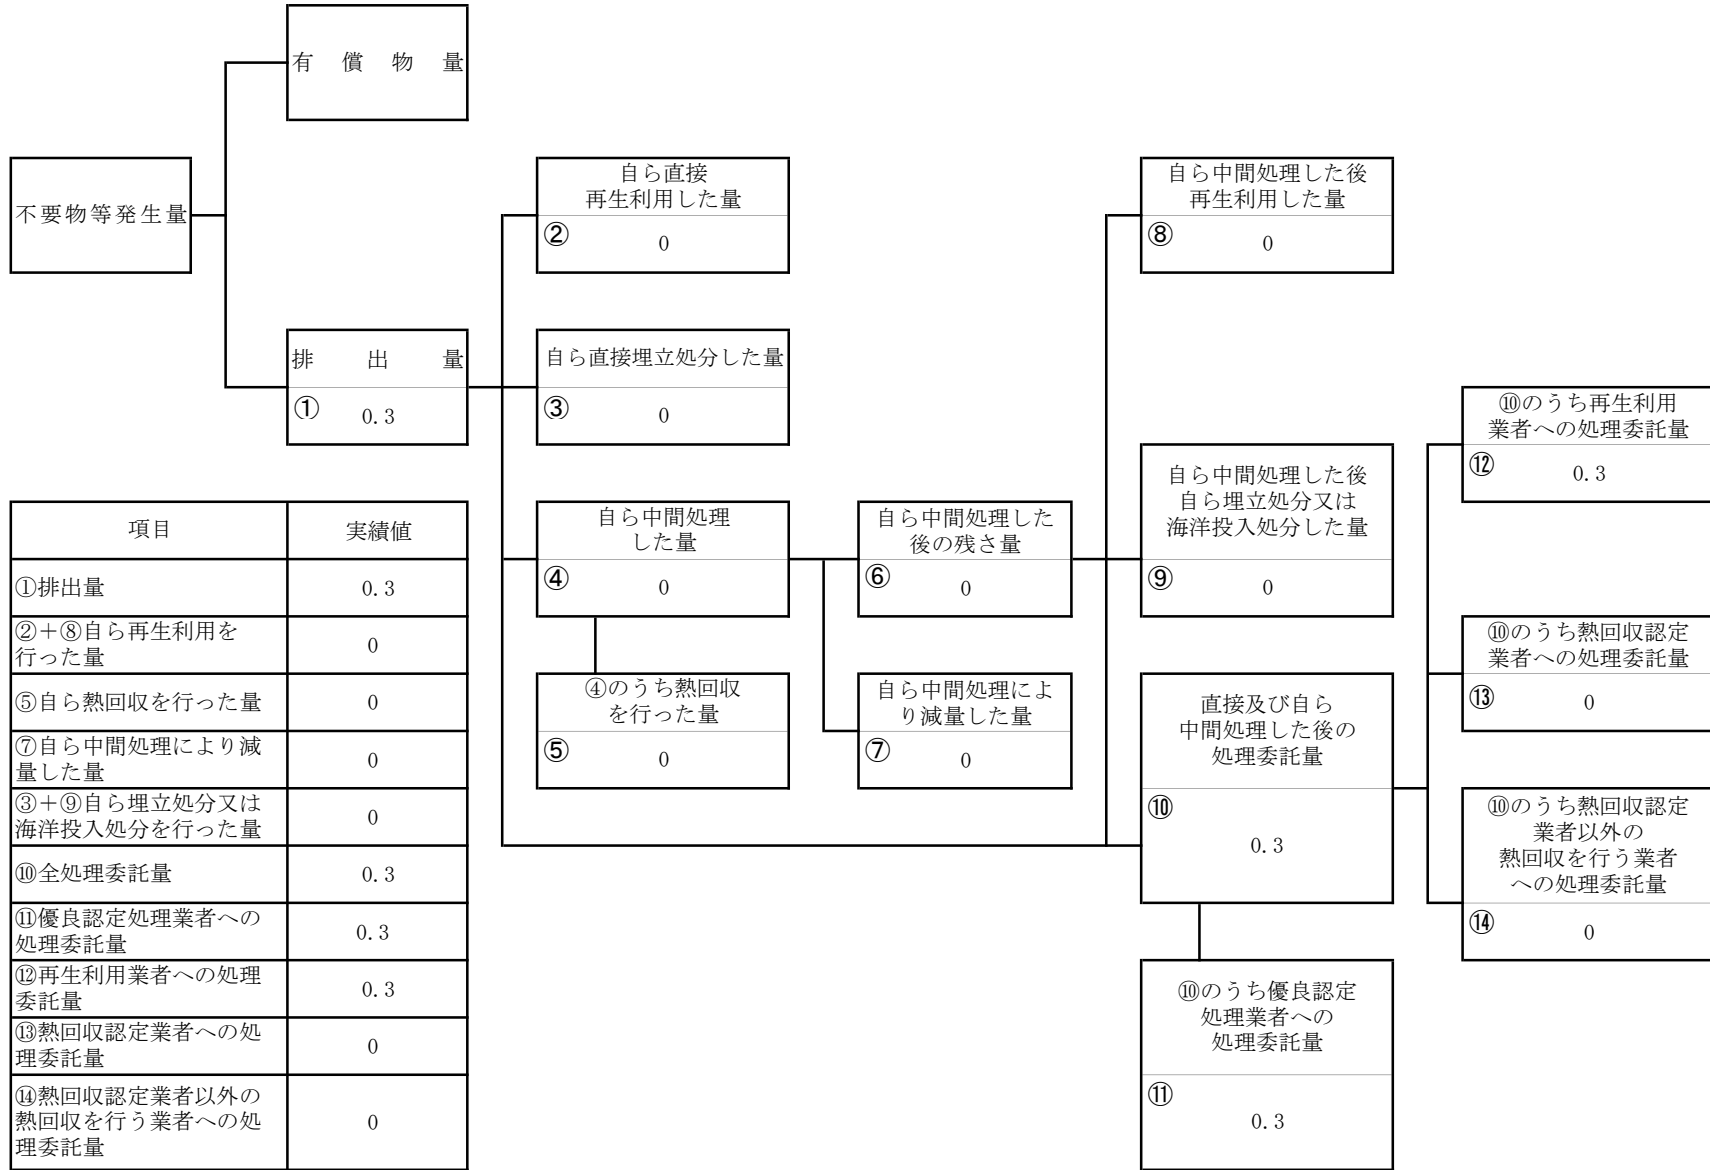 有償物量
不要物等発生量
排出量
① 0.3
自ら直接
再生利用した量
② 0
自ら直接埋立処分した量
③ 0
自ら中間処理
した量
④ 0
④のうち熱回収
を行った量
⑤ 0
自ら中間処理した
後の残さ量
⑥ 0
自ら中間処理によ
り減量した量
⑦ 0
自ら中間処理した後
再生利用した量
⑧ 0
自ら中間処理した後
自ら埋立処分又は
海洋投入処分した量
⑨ 0
直接及び自ら
中間処理した後の
処理委託量
⑩
0.3
⑩のうち優良認定
処理業者への
処理委託量
⑪
0.3
⑩のうち再生利用
業者への処理委託量
⑫ 0.3
⑩のうち熱回収認定
業者への処理委託量
⑬ 0
⑩のうち熱回収認定
業者以外の
熱回収を行う業者
への処理委託量
⑭ 0
項目 実績値
①排出量 0.3
②+⑧自ら再生利用を
行った量 0
⑤自ら熱回収を行った量 0
⑦自ら中間処理により減
量した量 0
③+⑨自ら埋立処分又は
海洋投入処分を行った量 0
⑩全処理委託量 0.3
⑪優良認定処理業者への
処理委託量 0.3
⑫再生利用業者への処理
委託量 0.3
⑬熱回収認定業者への処
理委託量 0
⑭熱回収認定業者以外の
熱回収を行う業者への処
理委託量 0